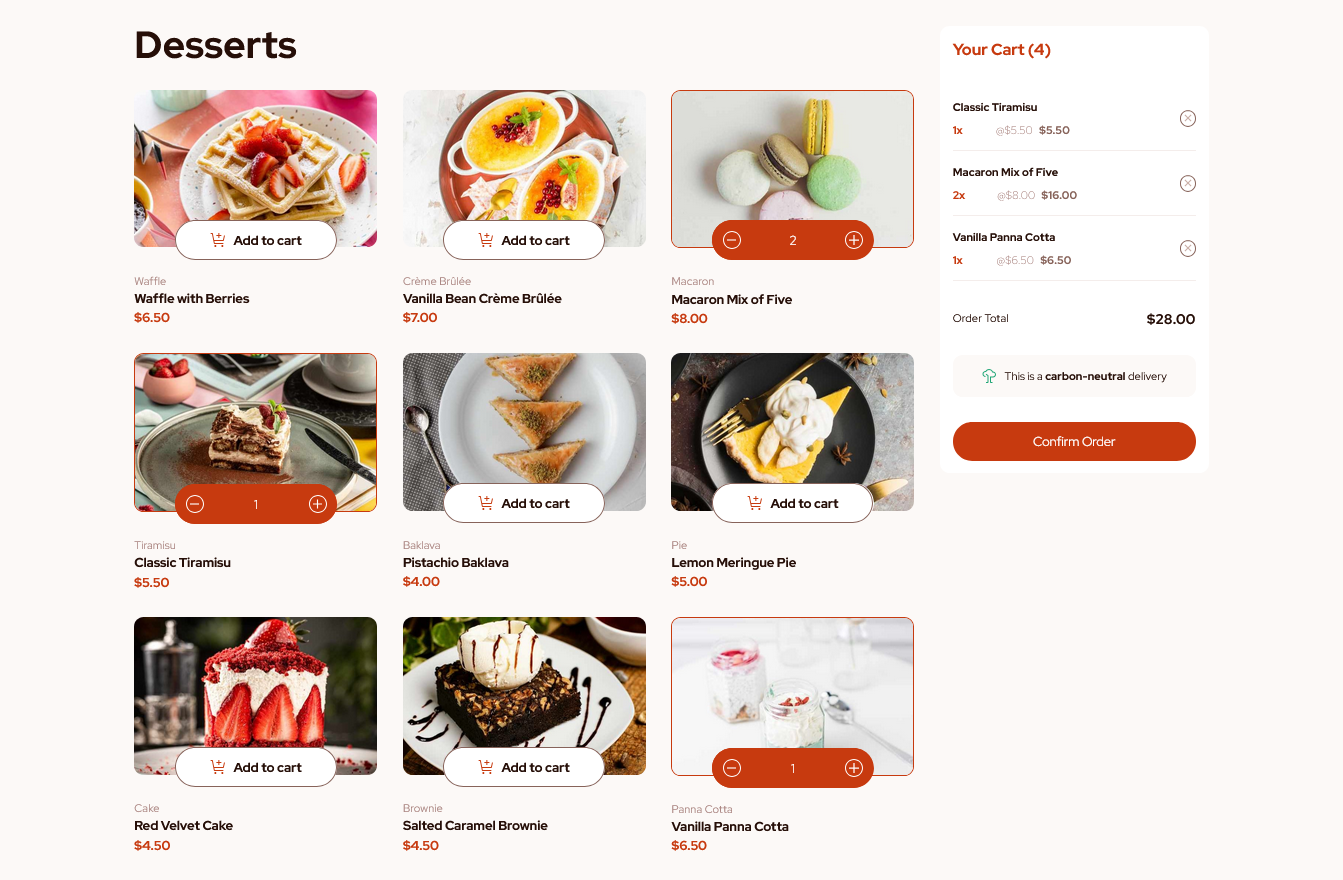 Desserts
Add to cart
Waffle
Waffle with Berries
$6.50
Add to cart
Crème Brûlée
Vanilla Bean Crème Brûlée
$7.00
2
Macaron
Macaron Mix of Five
$8.00
1
Tiramisu
Classic Tiramisu
$5.50
Add to cart
Baklava
Pistachio Baklava
$4.00
Add to cart
Pie
Lemon Meringue Pie
$5.00
Add to cart
Cake
Red Velvet Cake
$4.50
Add to cart
Brownie
Salted Caramel Brownie
$4.50
1
Panna Cotta
Vanilla Panna Cotta
$6.50
Your Cart (4)
Classic Tiramisu
1x @$5.50 $5.50
Macaron Mix of Five
2x @$8.00 $16.00
Vanilla Panna Cotta
1x @$6.50 $6.50
Order Total $28.00
This is a carbon-neutral delivery
Confirm Order